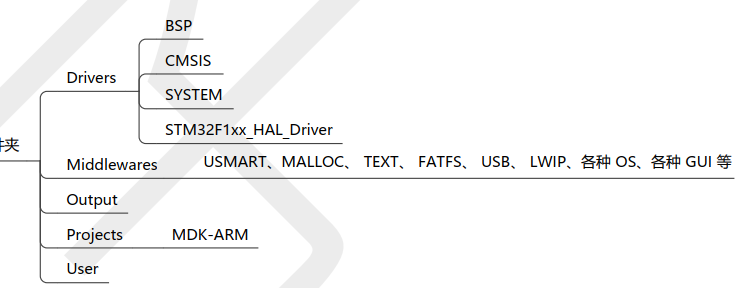 BSP
CMSIS
Drivers
SYSTEM
STM32F1xx_HAL_Driver
夹
Middlewares
USMART、MALLOC、 TEXT、 FATFS、 USB、 LWIP、各种 OS、各种 GUI 等
Output
Projects
MDK-ARM
User